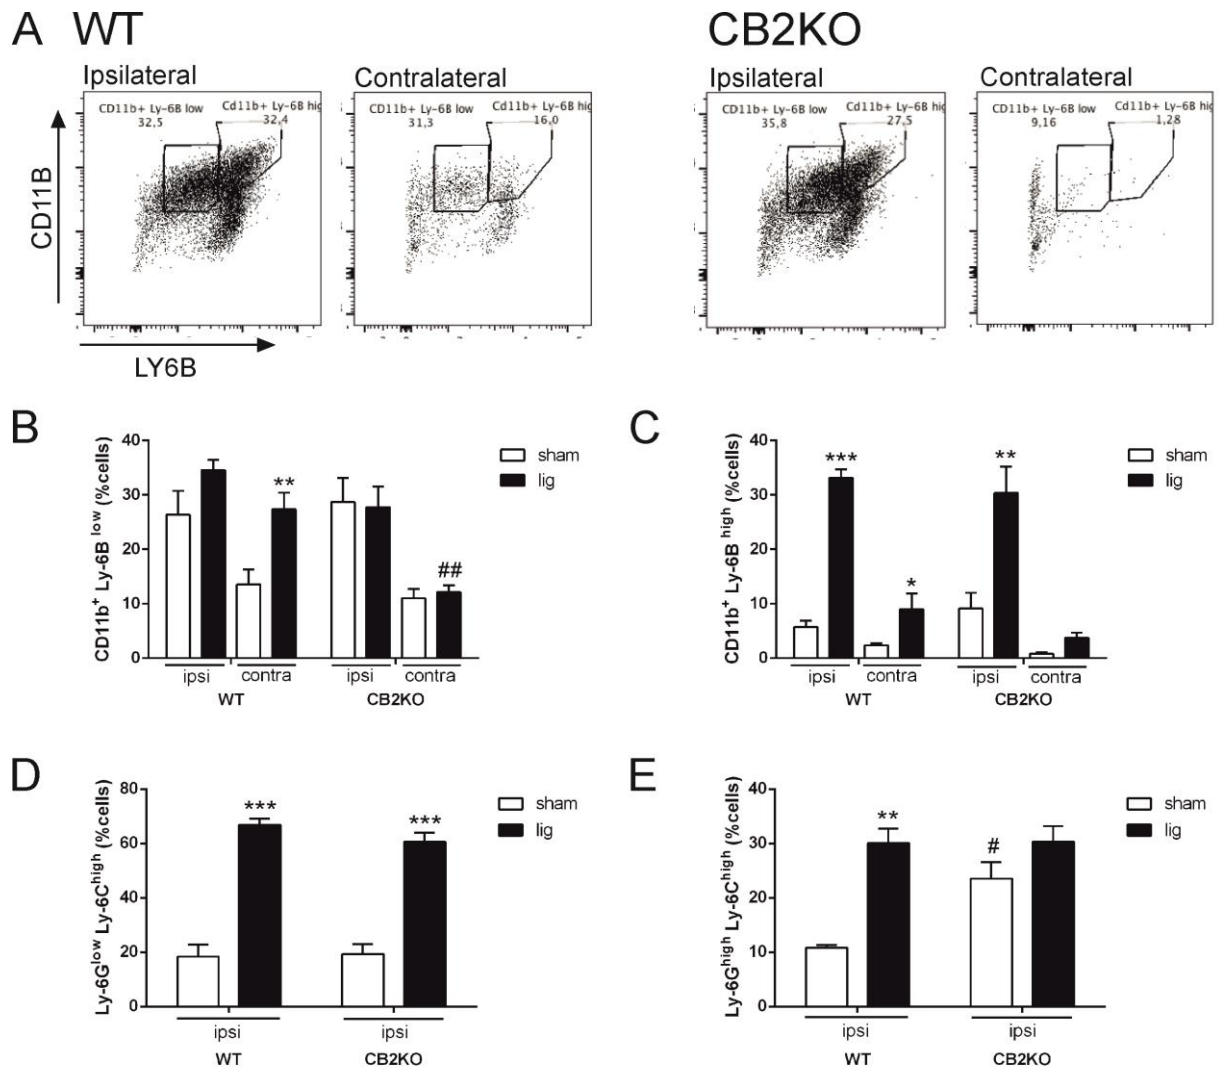 A WT
CB2KO
Ipsilateral
Contralateral
Ipsilateral
Contralateral
CD11b+ Ly-6B low
32,5
Cd11b+ Ly-6B hig
32,4
CD11b+ Ly-6B low
31,3
Cd11b+ Ly-6B hig
16,0
CD11b+ Ly-6B low
35,8
Cd11b+ Ly-6B hig
27,5
CD11b+ Ly-6B low
9,16
Cd11b+ Ly-6B hig
1,28
CD11B
LY6B
B
CD11b+ Ly-6B low (%cells)
40
30
20
10
0
**
##
sham
lig
ipsi contra ipsi contra
WT CB2KO
C
CD11b+ Ly-6B high (%cells)
40
30
20
10
0
***
*
**
sham
lig
ipsi contra ipsi contra
WT CB2KO
D
Ly-6Glow Ly-6Chigh (%cells)
80
60
40
20
0
***
***
sham
lig
ipsi ipsi
WT CB2KO
E
Ly-6Ghigh Ly-6Chigh (%cells)
40
30
20
10
0
**
#
sham
lig
ipsi ipsi
WT CB2KO